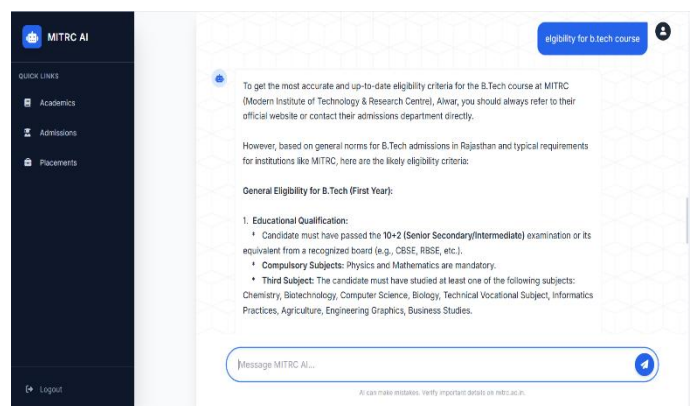 MITRC AI
QUICK LINKS
Academics
Admissions
Placements
Logout
elgibility for b.tech course
To get the most accurate and up-to-date eligibility criteria for the B.Tech course at MITRC
(Modern Institute of Technology & Research Centre), Alwar, you should always refer to their
official website or contact their admissions department directly.
However, based on general norms for B.Tech admissions in Rajasthan and typical requirements
for institutions like MITRC, here are the likely eligibility criteria:
General Eligibility for B.Tech (First Year):
1. Educational Qualification:
* Candidate must have passed the 10+2 (Senior Secondary/Intermediate) examination or its
equivalent from a recognized board (e.g., CBSE, RBSE, etc.).
* Compulsory Subjects: Physics and Mathematics are mandatory.
* Third Subject: The candidate must have studied at least one of the following subjects:
Chemistry, Biotechnology, Computer Science, Biology, Technical Vocational Subject, Informatics
Practices, Agriculture, Engineering Graphics, Business Studies.
Message MITRC AI...
AI can make mistakes. Verify important details on mitrc.ac.in.